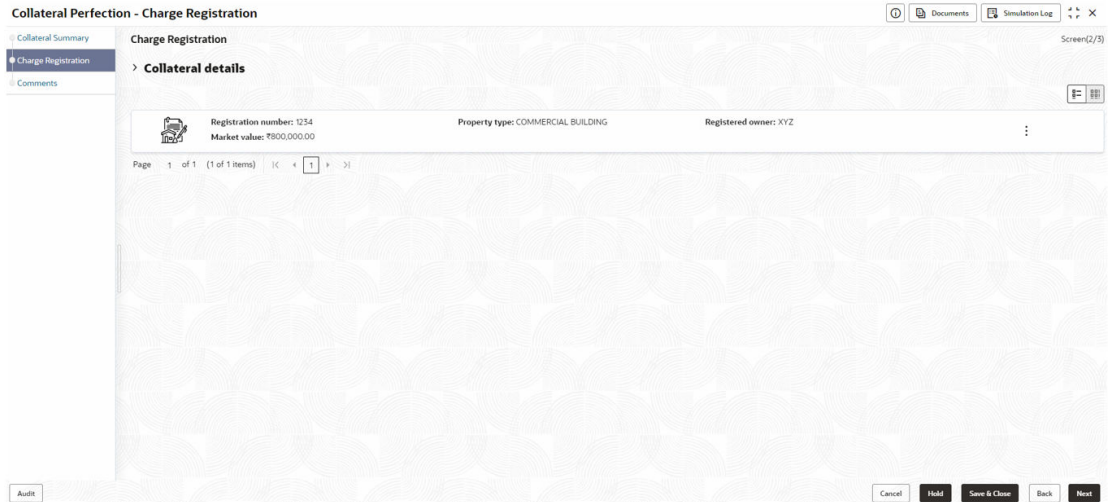 Collateral Perfection - Charge Registration
Documents
Simulation Log
Collateral Summary
Charge Registration
Comments
Charge Registration
Screen(2/3)
Collateral details
Registration number: 1234 Property type: COMMERCIAL BUILDING Registered owner: XYZ
Market value: ₹800,000.00
Page 1 of 1 (1 of 1 items) 1
Audit
Cancel Hold Save & Close Back Next